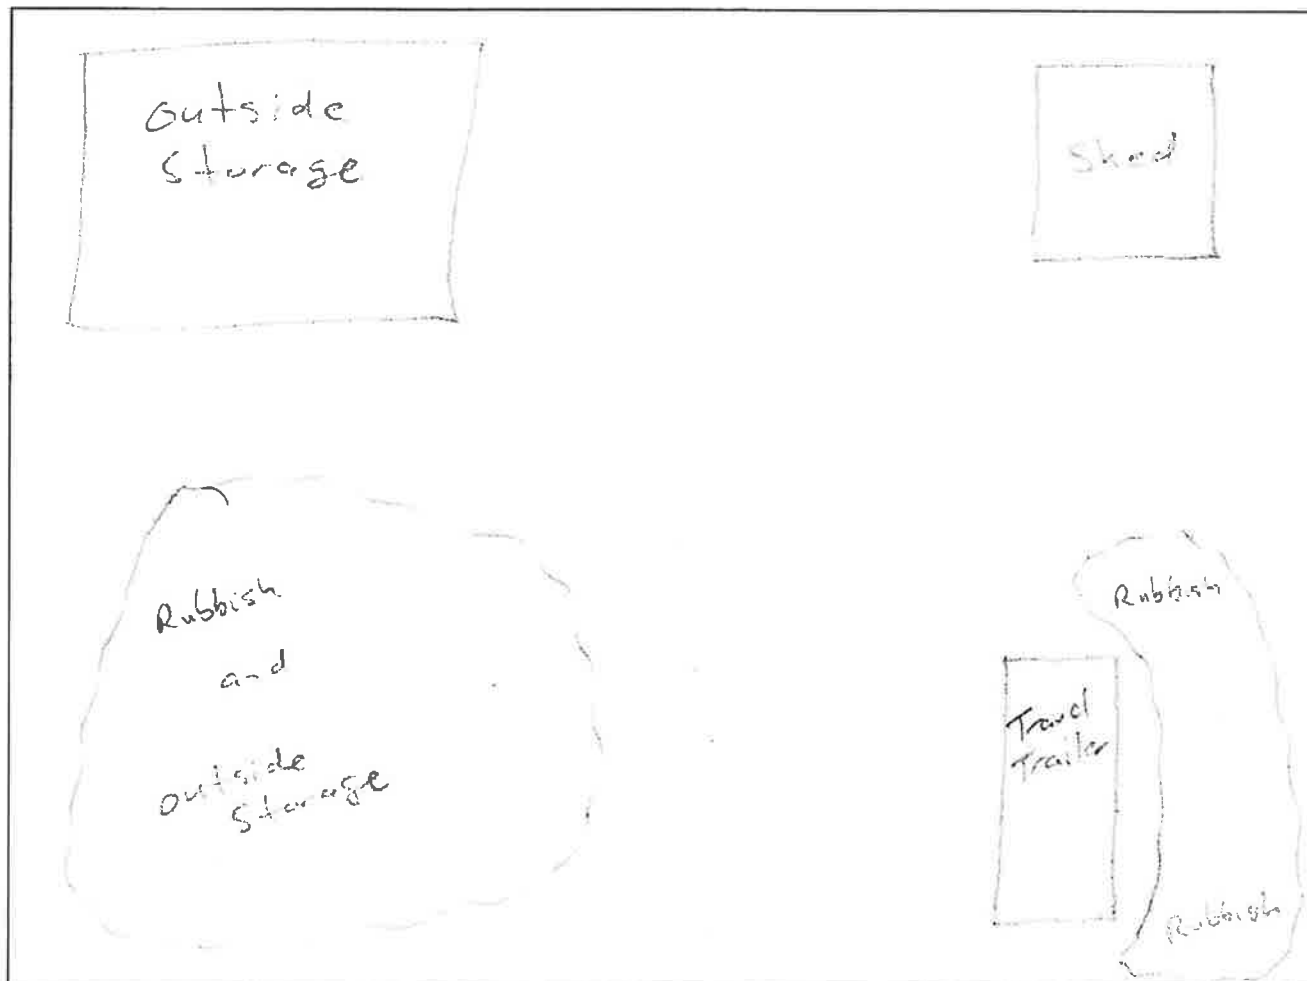 Outside
Storage
Shed
Rubbish
and
Outside
Storage
Travel
Trailer
Rubbish
Rubbish